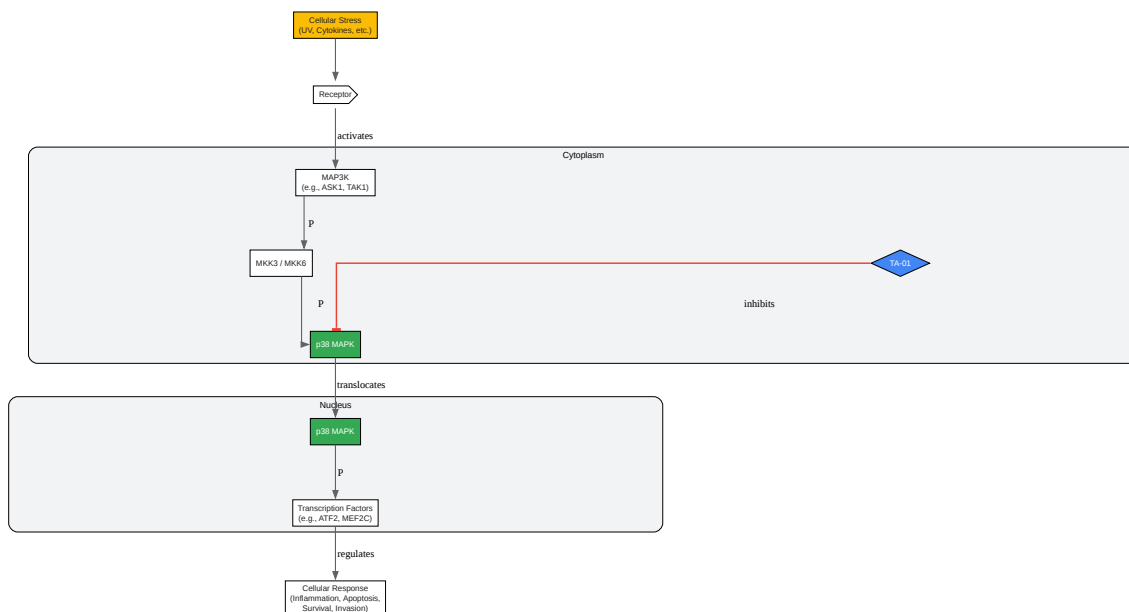 Cellular Stress
(UV, Cytokines, etc.)
Receptor
activates
Cytoplasm
MAP3K
(e.g., ASK1, TAK1)
P
MKK3 / MKK6
TA-01
P
inhibits
p38 MAPK
translocates
Nucleus
p38 MAPK
P
Transcription Factors
(e.g., ATF2, MEF2C)
regulates
Cellular Response
(Inflammation, Apoptosis,
Survival, Invasion)